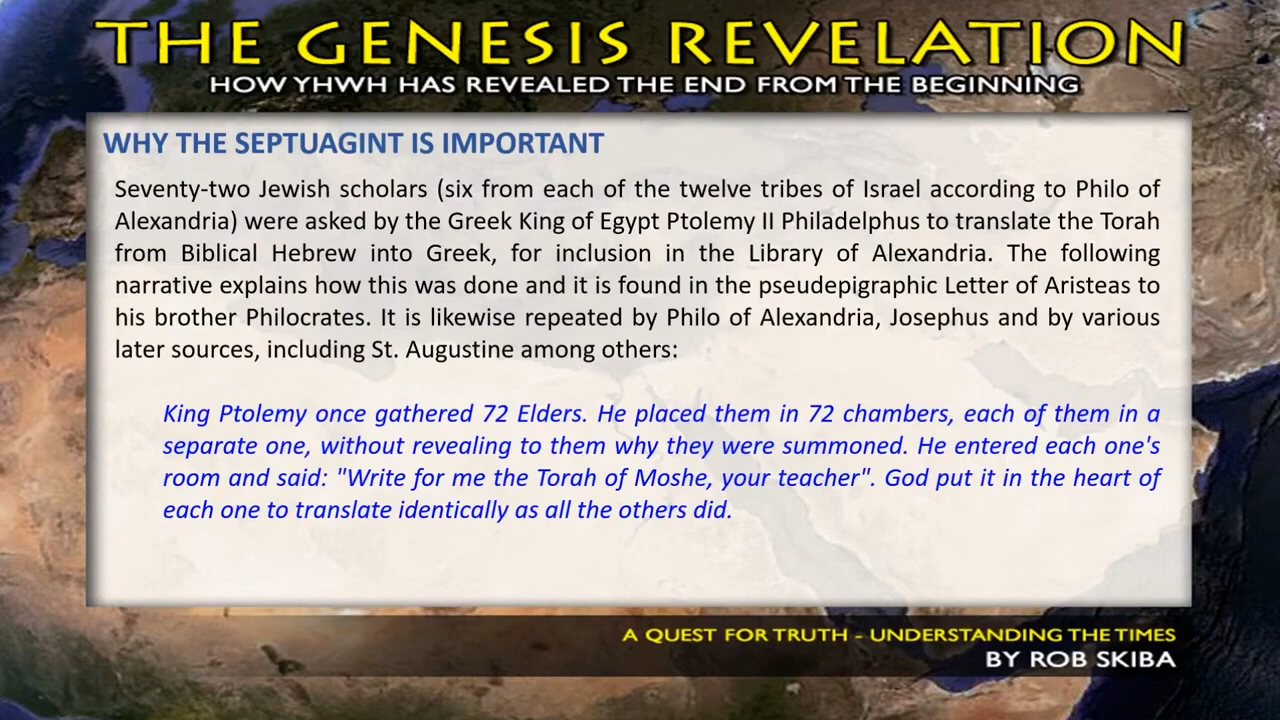 THE GENESIS REVELATION
HOW YHWH HAS REVEALED THE END FROM THE BEGINNING
WHY THE SEPTUAGINT IS IMPORTANT
Seventy-two Jewish scholars (six from each of the twelve tribes of Israel according to Philo of
Alexandria) were asked by the Greek King of Egypt Ptolemy II Philadelphus to translate the Torah
from Biblical Hebrew into Greek, for inclusion in the Library of Alexandria. The following
narrative explains how this was done and it is found in the pseudepigraphic Letter of Aristeas to
his brother Philocrates. It is likewise repeated by Philo of Alexandria, Josephus and by various
later sources, including St. Augustine among others:
King Ptolemy once gathered 72 Elders. He placed them in 72 chambers, each of them in a
separate one, without revealing to them why they were summoned. He entered each one's
room and said: "Write for me the Torah of Moshe, your teacher". God put it in the heart of
each one to translate identically as all the others did.
A QUEST FOR TRUTH - UNDERSTANDING THE TIMES
BY ROB SKIBA